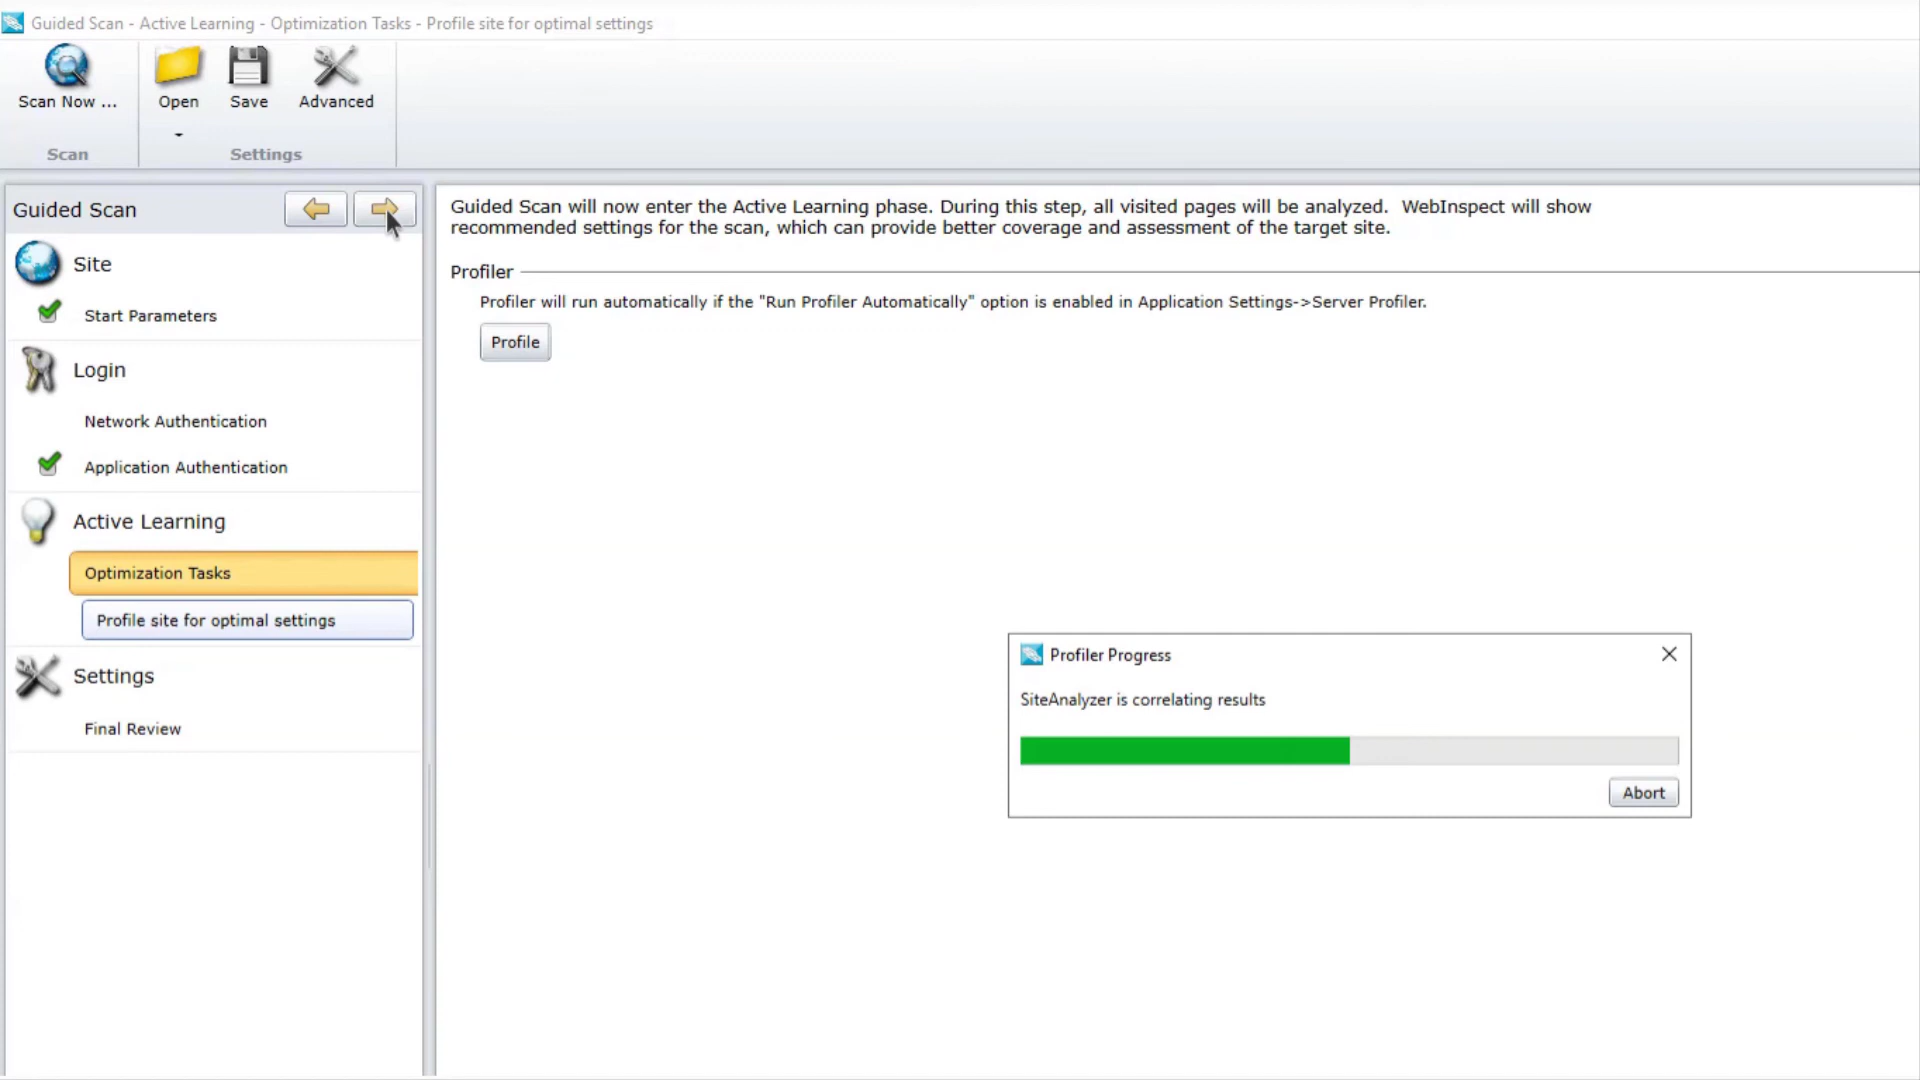 Guided Scan - Active Learning - Optimization Tasks - Profile site for optimal settings
Scan Now ...
Open
Save
Advanced
Scan
Settings
Guided Scan
Site
Start Parameters
Login
Network Authentication
Application Authentication
Active Learning
Optimization Tasks
Profile site for optimal settings
Settings
Final Review
Guided Scan will now enter the Active Learning phase. During this step, all visited pages will be analyzed.  WebInspect will show
recommended settings for the scan, which can provide better coverage and assessment of the target site.
Profiler
Profiler will run automatically if the "Run Profiler Automatically" option is enabled in Application Settings->Server Profiler.
Profile
Profiler Progress
SiteAnalyzer is correlating results
Abort